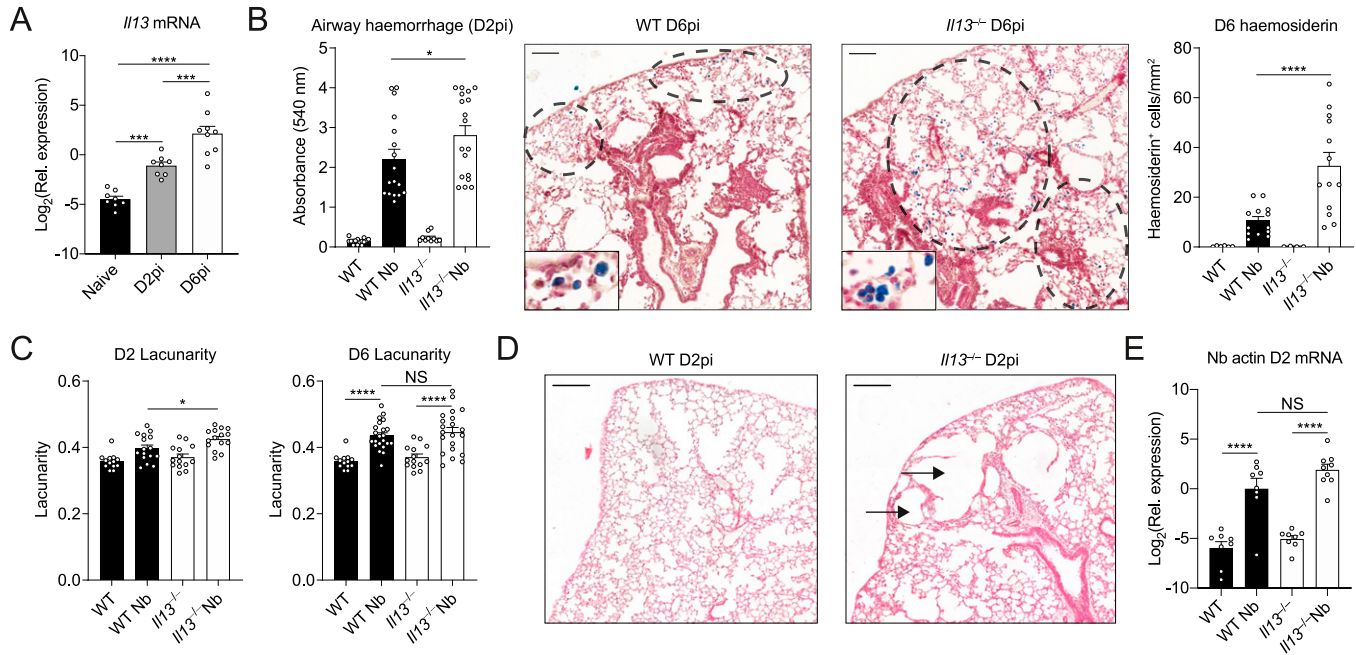 A
Il13 mRNA
Log2(Rel. expression)
10
5
0
-5
-10
****
***
***
Naive
D2pi
D6pi
B
Airway haemorrhage (D2pi)
Absorbance (540 nm)
5
4
3
2
1
0
*
WT
WT Nb
Il13–/–
Il13–/– Nb
WT D6pi
Il13–/– D6pi
D6 haemosiderin
Haemosiderin+ cells/mm2
80
60
40
20
0
****
WT
WT Nb
Il13–/–
Il13–/– Nb
C
D2 Lacunarity
Lacunarity
0.6
0.4
0.2
0.0
*
WT
WT Nb
Il13–/–
Il13–/– Nb
D6 Lacunarity
Lacunarity
0.6
0.4
0.2
0.0
NS
****
****
WT
WT Nb
Il13–/–
Il13–/– Nb
D
WT D2pi
Il13–/– D2pi
E
Nb actin D2 mRNA
Log2(Rel. expression)
10
5
0
-5
-10
NS
****
****
WT
WT Nb
Il13–/–
Il13–/– Nb